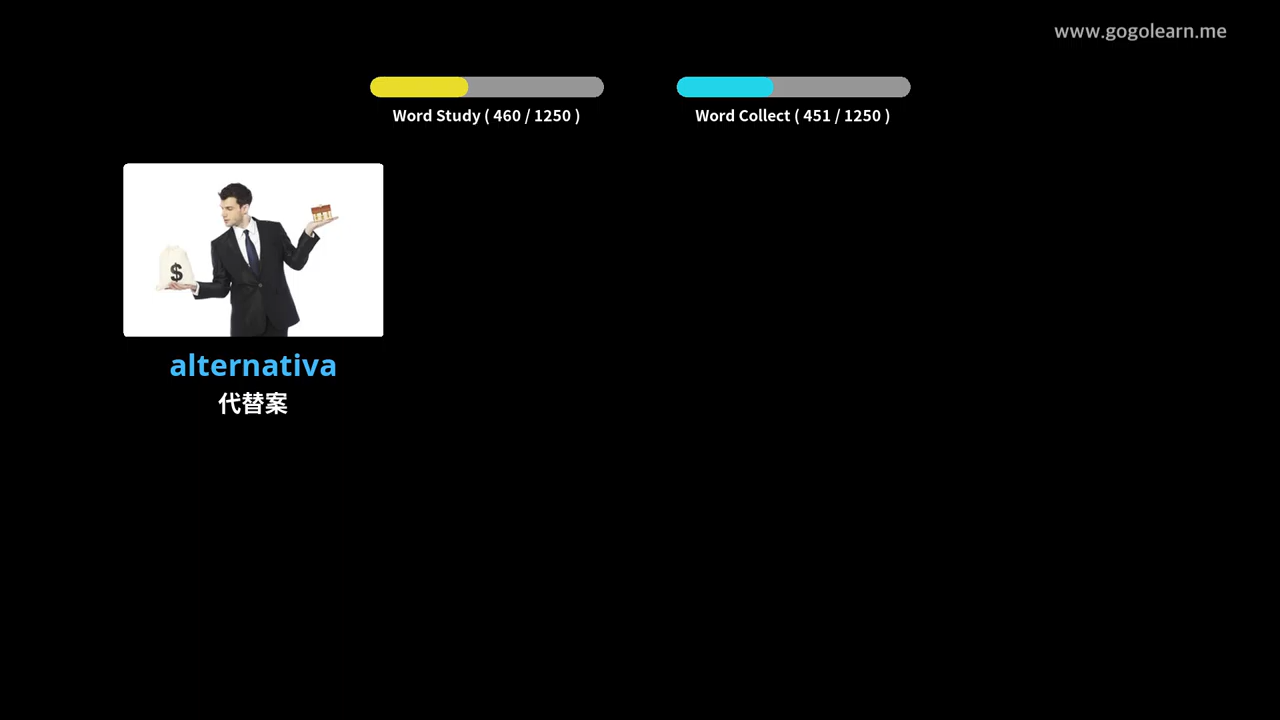 www.gogolearn.me
Word Study ( 460 / 1250 )
Word Collect ( 451 / 1250 )
$
alternativa
代替案